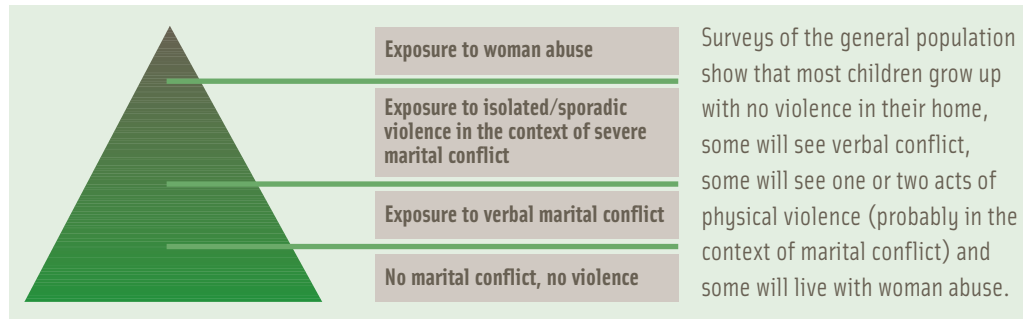 Exposure to woman abuse
Exposure to isolated/sporadic
violence in the context of severe
marital conflict
Exposure to verbal marital conflict
No marital conflict, no violence
Surveys of the general population
show that most children grow up
with no violence in their home,
some will see verbal conflict,
some will see one or two acts of
physical violence (probably in the
context of marital conflict) and
some will live with woman abuse.